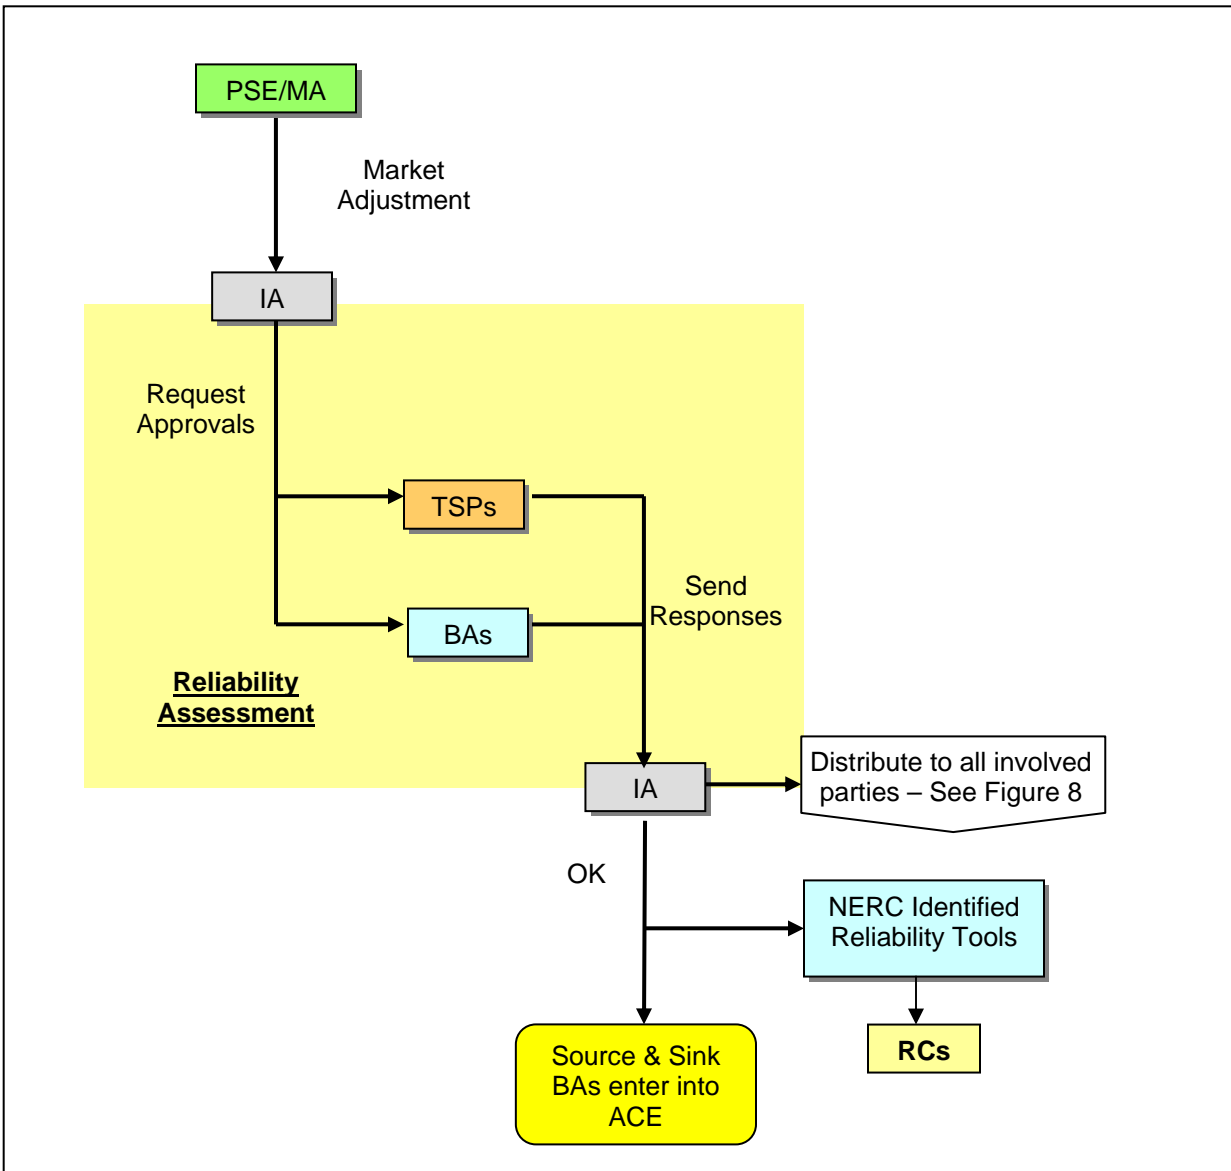 PSE/MA
Market
Adjustment
IA
Request
Approvals
TSPs
Send
Responses
BAs
Reliability
Assessment
IA
Distribute to all involved
parties – See Figure 8
OK
NERC Identified
Reliability Tools
Source & Sink
BAs enter into
ACE
RCs